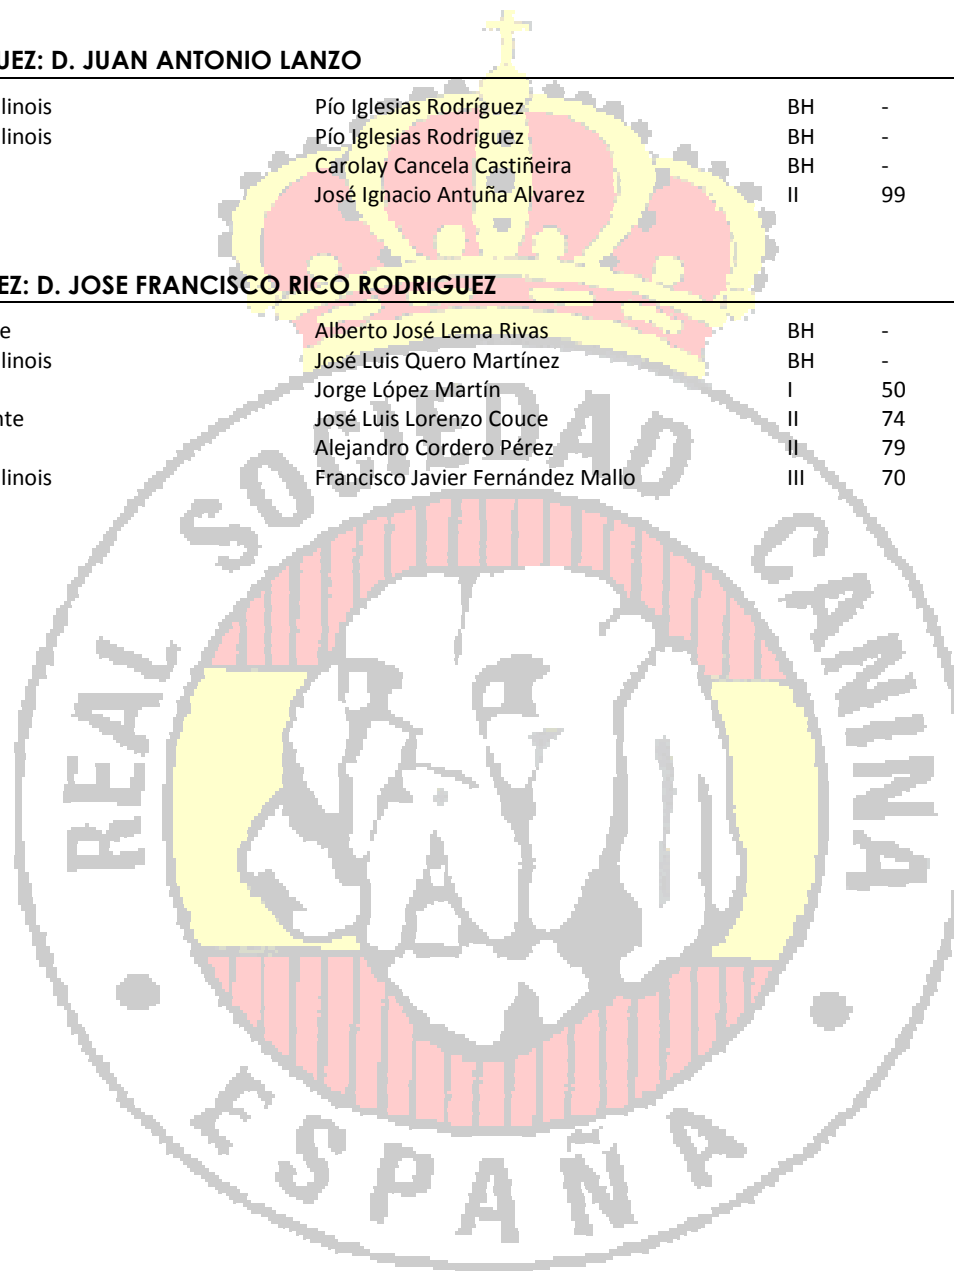 UEZ: D. JUAN ANTONIO LANZO
linois Pío Iglesias Rodríguez BH -
linois Pío Iglesias Rodriguez BH -
Carolay Cancela Castiñeira BH -
José Ignacio Antuña Alvarez II 99
EZ: D. JOSE FRANCISCO RICO RODRIGUEZ
e Alberto José Lema Rivas BH -
linois José Luis Quero Martínez BH -
Jorge López Martín I 50
nte José Luis Lorenzo Couce II 74
Alejandro Cordero Pérez II 79
linois Francisco Javier Fernández Mallo III 70
REAL SOCIEDAD CANINA
ESPAÑA